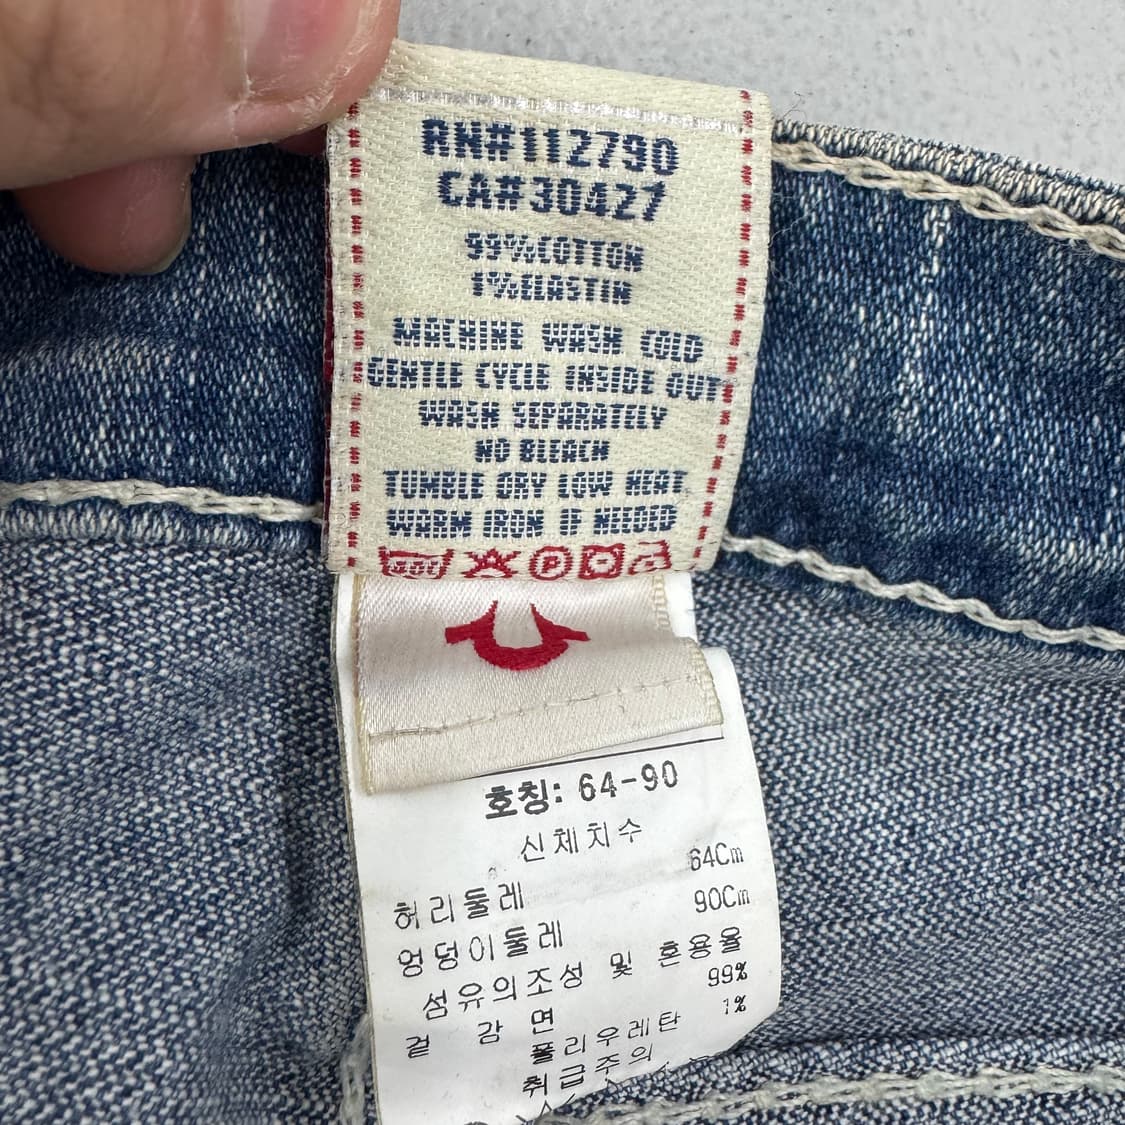 RN#112790
CA#30427
99%COTTON
1%ELASTIN
MACHINE WASH COLD
GENTLE CYCLE INSIDE OUT
WASH SEPARATELY
NO BLEACH
TUMBLE DRY LOW HEAT
WARM IRON IF NEEDED
P
호칭: 64-90
신체치수
허리둘레 64Cm
엉덩이둘레 90Cm
섬유의조성 및 혼용율
겉 감 면 99%
폴리우레탄 1%
취급주의